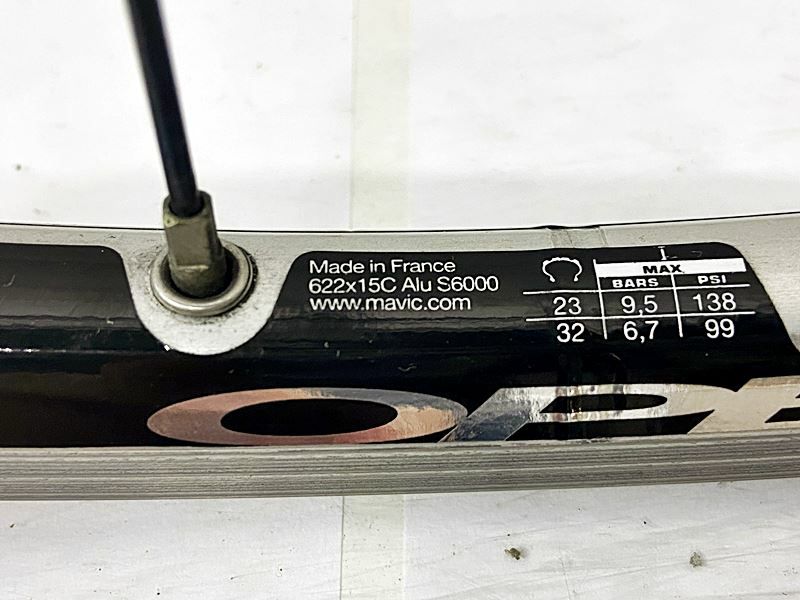 Made in France
622x15C Alu S6000
www.mavic.com
MAX
BARS PSI
23 9,5 138
32 6,7 99
OP